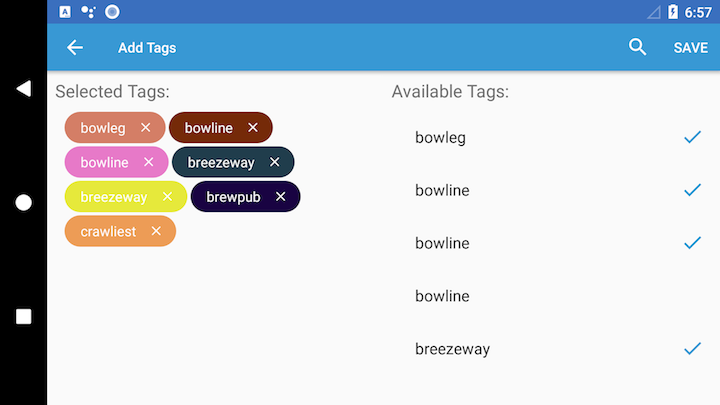 6:57
Add Tags SAVE
Selected Tags:
bowleg bowline
bowline breezeway
breezeway brewpub
crawliest
Available Tags:
bowleg
bowline
bowline
bowline
breezeway